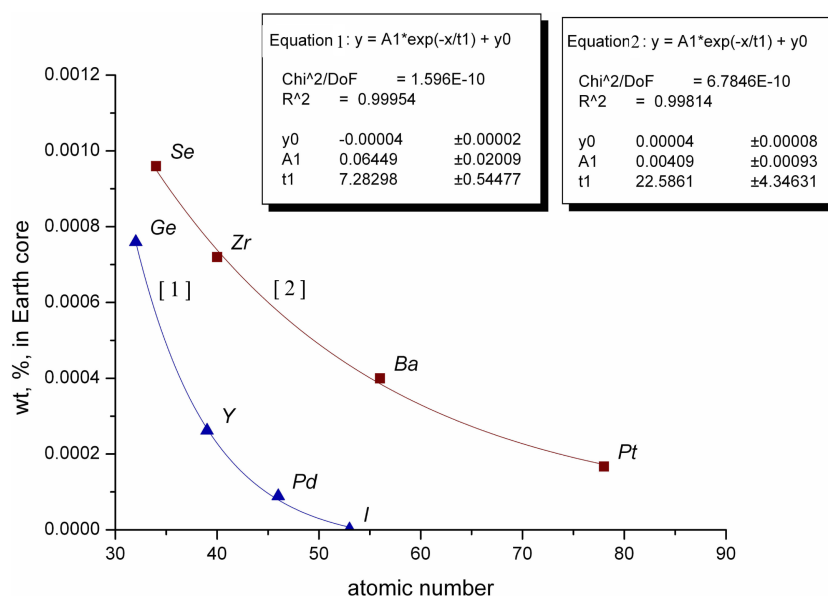 Equation 1: y = A1*exp(-x/t1) + y0
Chi^2/DoF = 1.596E-10
R^2 = 0.99954
y0 -0.00004 ±0.00002
A1 0.06449 ±0.02009
t1 7.28298 ±0.54477
Equation2: y = A1*exp(-x/t1) + y0
Chi^2/DoF = 6.7846E-10
R^2 = 0.99814
y0 0.00004 ±0.00008
A1 0.00409 ±0.00093
t1 22.5861 ±4.34631
wt, %, in Earth core
0.0012
0.0010
0.0008
0.0006
0.0004
0.0002
0.0000
Se
Ge
Zr
[1]
[2]
Ba
Y
Pd
Pt
I
30 40 50 60 70 80 90
atomic number